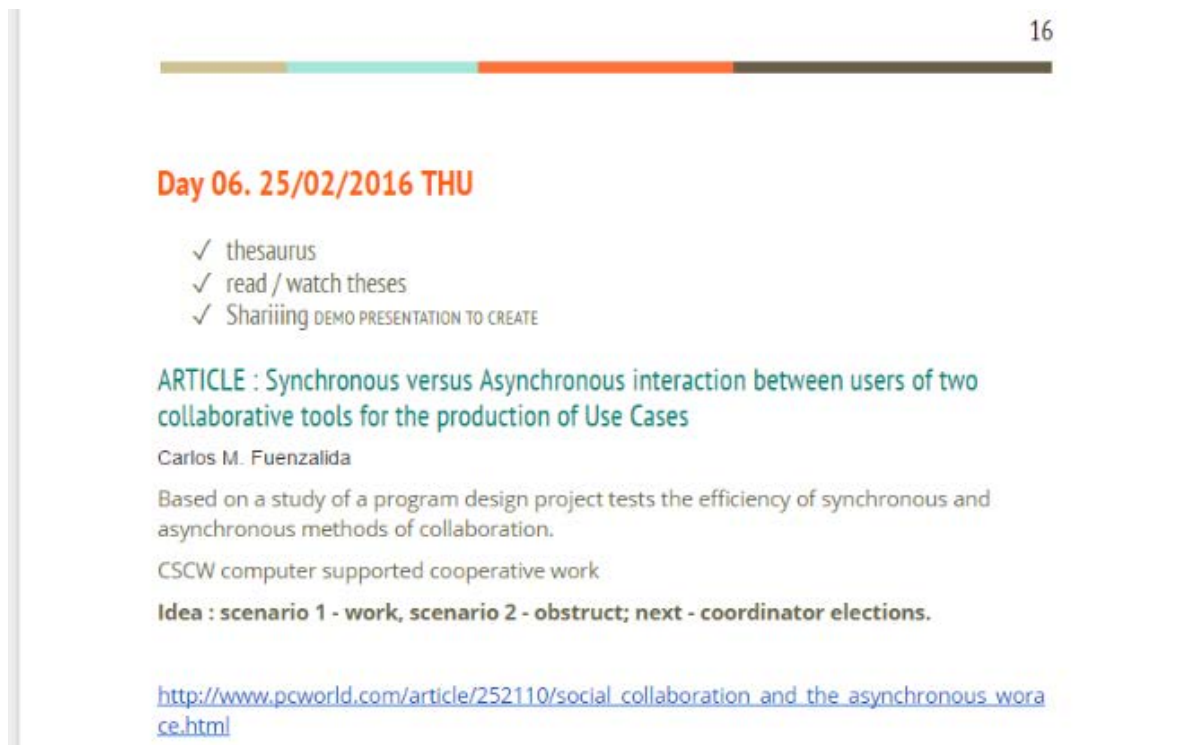 16
Day 06. 25/02/2016 THU
✓ thesaurus
✓ read / watch theses
✓ Shariiing DEMO PRESENTATION TO CREATE
ARTICLE : Synchronous versus Asynchronous interaction between users of two
collaborative tools for the production of Use Cases
Carlos M. Fuenzalida
Based on a study of a program design project tests the efficiency of synchronous and
asynchronous methods of collaboration.
CSCW computer supported cooperative work
Idea : scenario 1 - work, scenario 2 - obstruct; next - coordinator elections.
http://www.pcworld.com/article/252110/social_collaboration_and_the_asynchronous_wora
ce.html